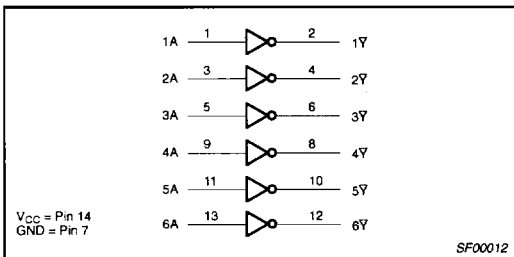 1A 1 2 1Y̅
2A 3 4 2Y̅
3A 5 6 3Y̅
4A 9 8 4Y̅
5A 11 10 5Y̅
6A 13 12 6Y̅
VCC = Pin 14
GND = Pin 7
SF00012